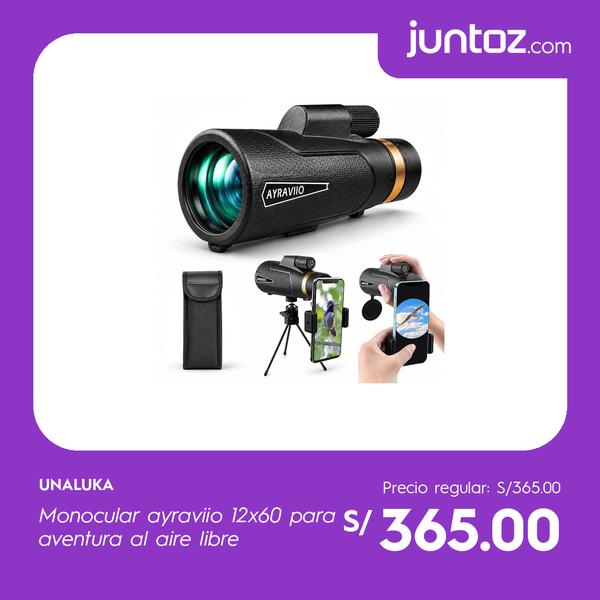 juntoz.com
AYRAVIIO
UNALUKA
Monocular ayraviio 12x60 para
aventura al aire libre
Precio regular: S/365.00
S/ 365.00